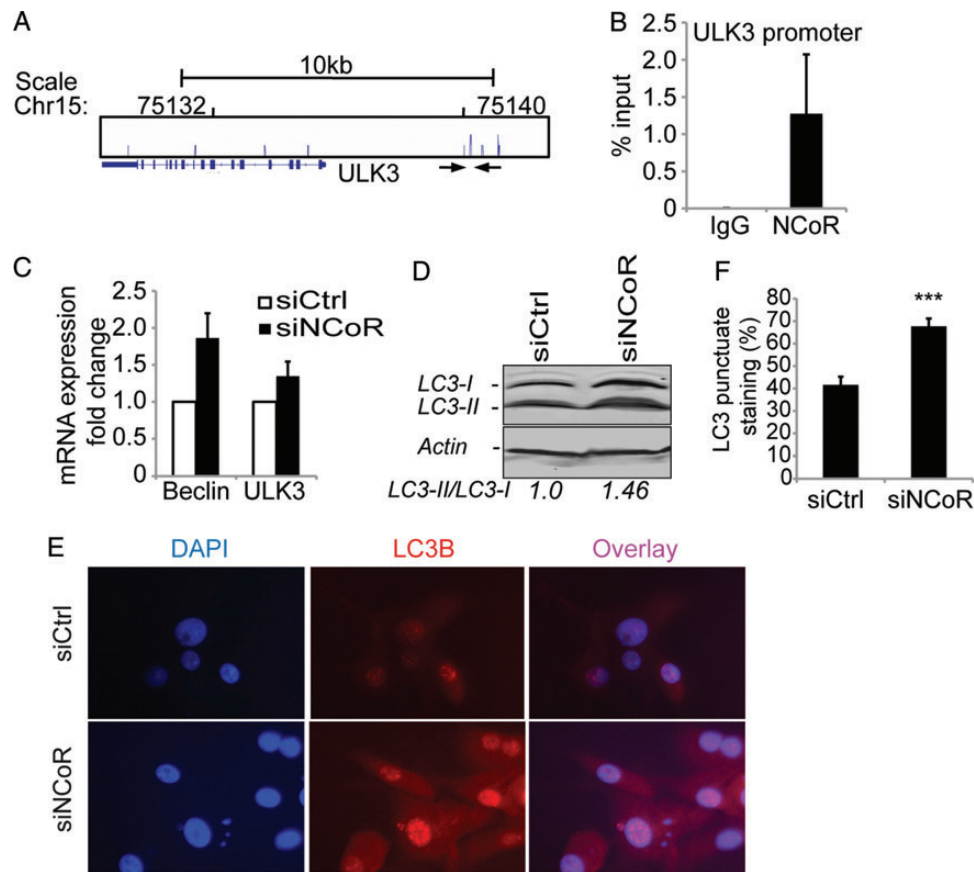 A
10kb
Scale
Chr15: 75132 75140
ULK3
B
ULK3 promoter
% input
2.5
2.0
1.5
1.0
0.5
0
IgG NCoR
C
mRNA expression
fold change
2.5
2.0
1.5
1.0
0.5
0
siCtrl
siNCoR
Beclin ULK3
D
siCtrl siNCoR
LC3-I -
LC3-II -
Actin -
LC3-II/LC3-I 1.0 1.46
F
LC3 punctuate
staining (%)
80
70
60
50
40
30
20
10
0
***
siCtrl siNCoR
E
DAPI LC3B Overlay
siCtrl
siNCoR